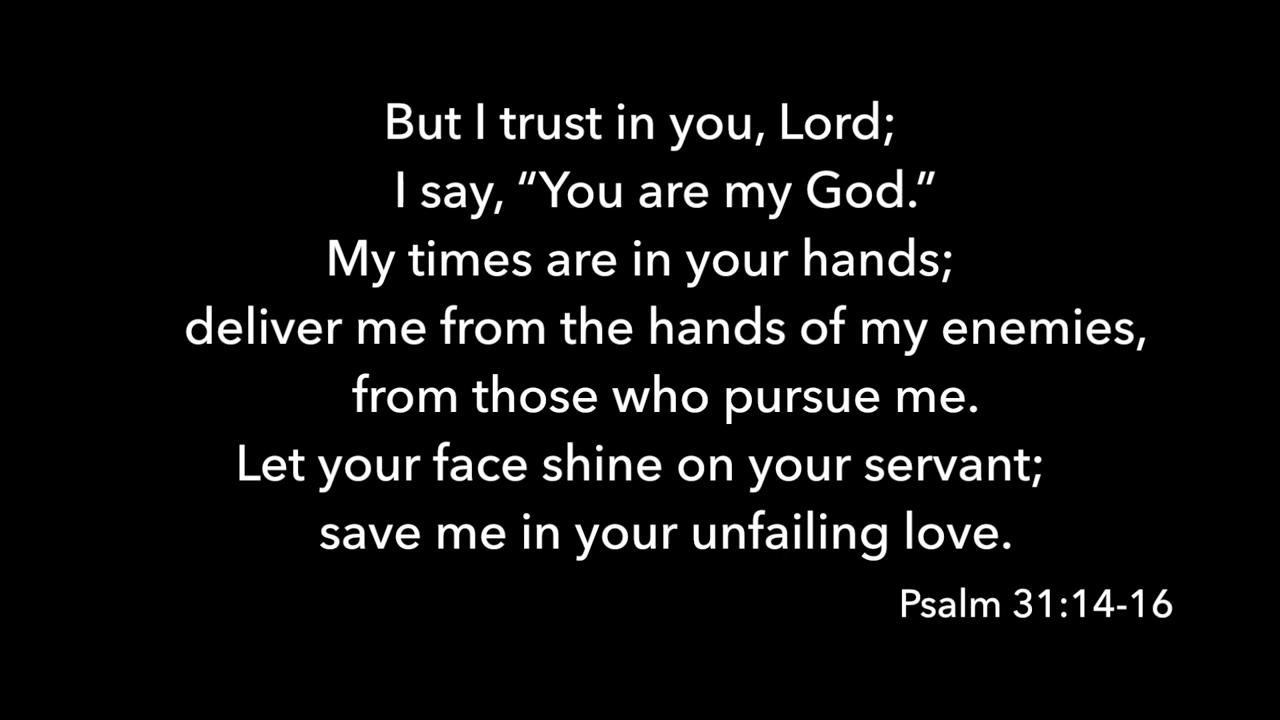 But I trust in you, Lord;
I say, “You are my God.”
My times are in your hands;
deliver me from the hands of my enemies,
from those who pursue me.
Let your face shine on your servant;
save me in your unfailing love.
Psalm 31:14-16